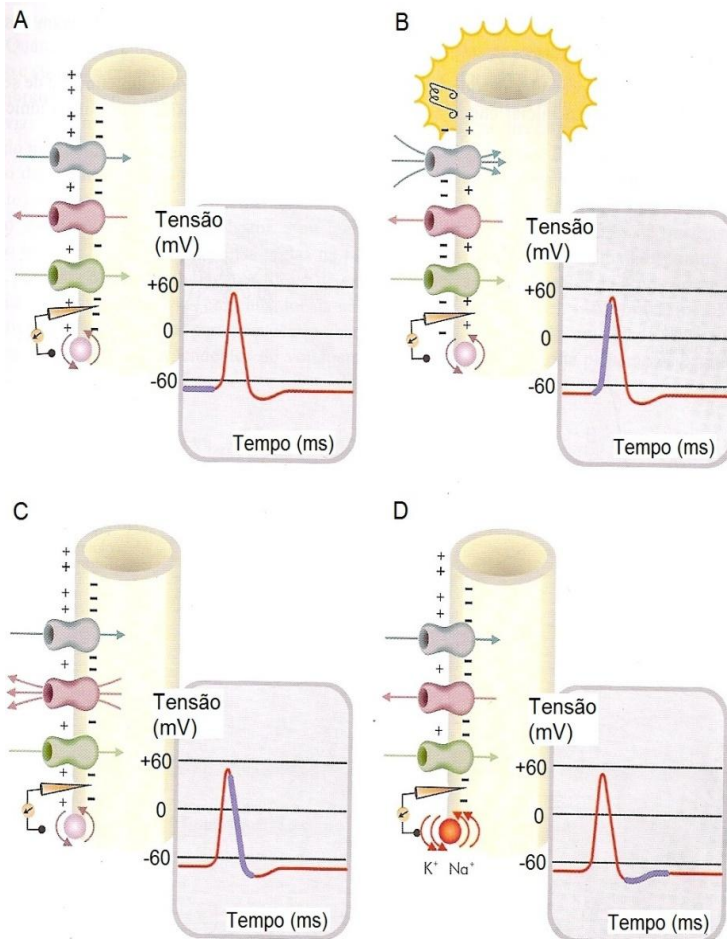 A
Tensão
(mV)
+60
0
-60
Tempo (ms)
B
Tensão
(mV)
+60
0
-60
Tempo (ms)
C
Tensão
(mV)
+60
0
-60
Tempo (ms)
D
Tensão
(mV)
+60
0
-60
K⁺ Na⁺
Tempo (ms)